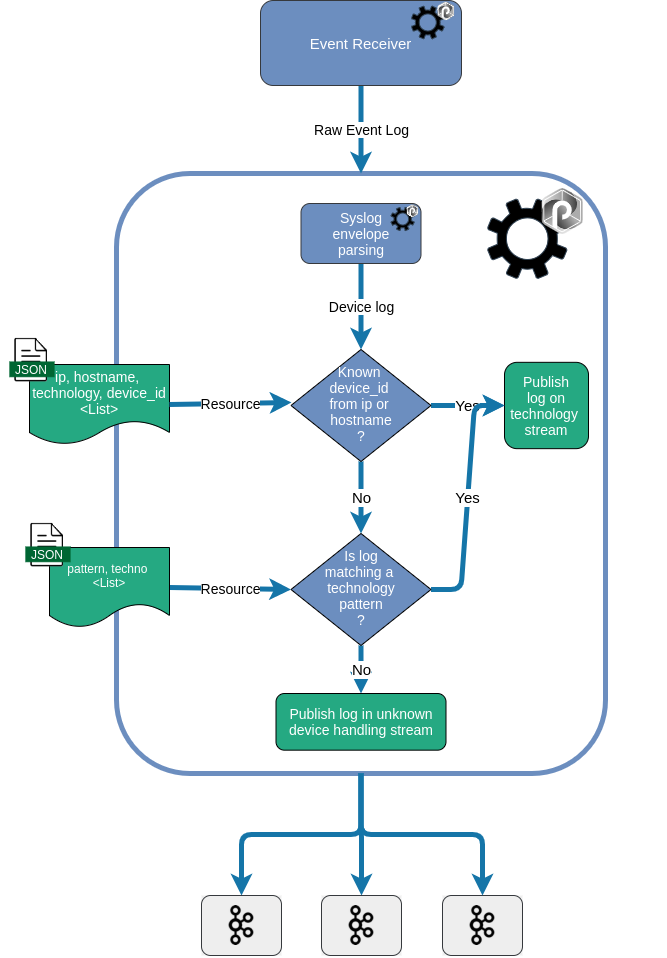 Event Receiver
Raw Event Log
Syslog
envelope
parsing
Device log
JSON
ip, hostname,
technology, device_id
<List>
Resource
Known
device_id
from ip or
hostname
?
Yes
Publish
log on
technology
stream
No
Yes
JSON
pattern, techno
<List>
Resource
Is log
matching a
technology
pattern
?
No
Publish log in unknown
device handling stream